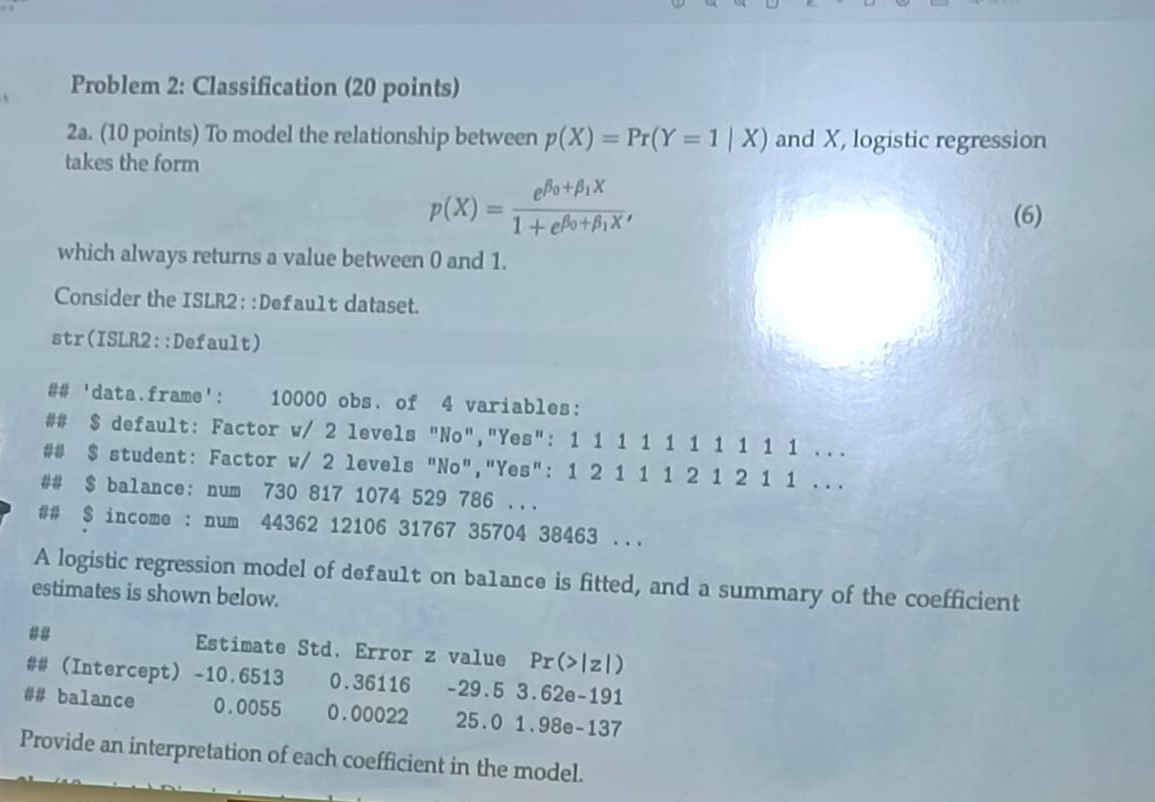 Problem 2: Classification (20 points)
2a. (10 points) To model the relationship between p(X) = Pr(Y = 1 | X) and X, logistic regression
takes the form
p(X) = e^{β₀+β₁X} / (1 + e^{β₀+β₁X}), (6)
which always returns a value between 0 and 1.
Consider the ISLR2::Default dataset.
str(ISLR2::Default)
## 'data.frame': 10000 obs. of 4 variables:
## $ default: Factor w/ 2 levels "No","Yes": 1 1 1 1 1 1 1 1 1 1 ...
## $ student: Factor w/ 2 levels "No","Yes": 1 2 1 1 1 2 1 2 1 1 ...
## $ balance: num 730 817 1074 529 786 ...
## $ income : num 44362 12106 31767 35704 38463 ...
A logistic regression model of default on balance is fitted, and a summary of the coefficient
estimates is shown below.
##
Estimate Std. Error z value Pr(>|z|)
## (Intercept) -10.6513 0.36116 -29.5 3.62e-191
## balance 0.0055 0.00022 25.0 1.98e-137
Provide an interpretation of each coefficient in the model.